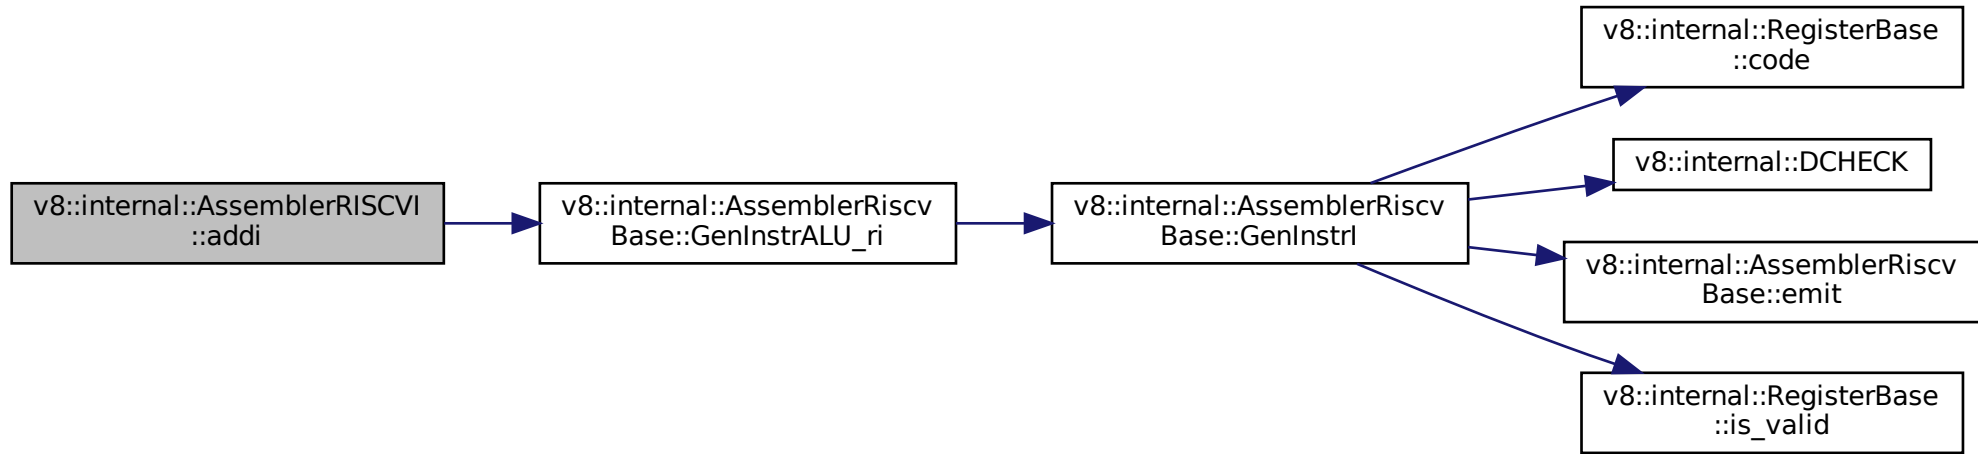 v8::internal::AssemblerRISCVI
::addi
v8::internal::AssemblerRiscv
Base::GenInstrALU_ri
v8::internal::AssemblerRiscv
Base::GenInstrI
v8::internal::RegisterBase
::code
v8::internal::DCHECK
v8::internal::AssemblerRiscv
Base::emit
v8::internal::RegisterBase
::is_valid